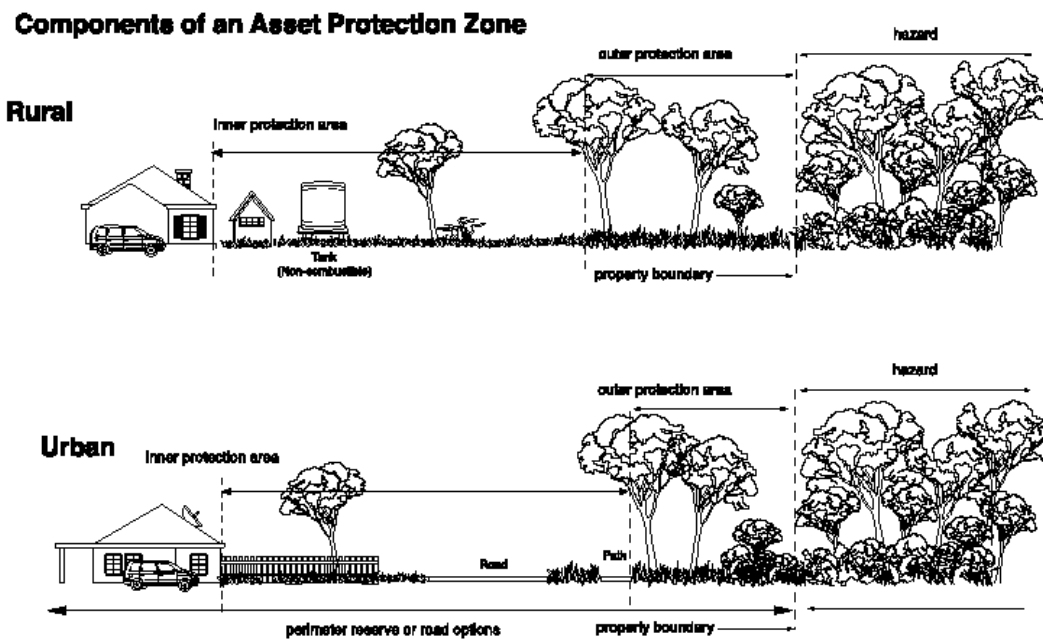 Components of an Asset Protection Zone
hazard
outer protection area
Rural
inner protection area
Tank
(Non-combustible)
property boundary
hazard
outer protection area
Urban
inner protection area
Road
Path
perimeter reserve or road options
property boundary